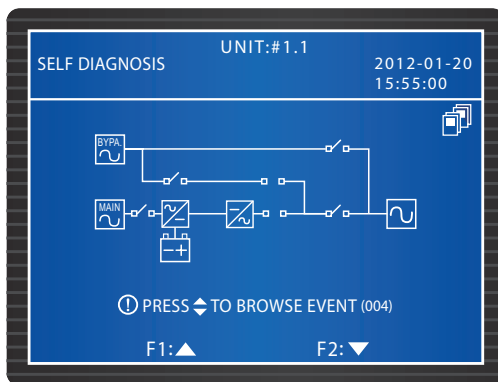 UNIT:#1.1
SELF DIAGNOSIS
2012-01-20
15:55:00
BYPA.
MAIN
PRESS TO BROWSE EVENT (004)
F1: F2: